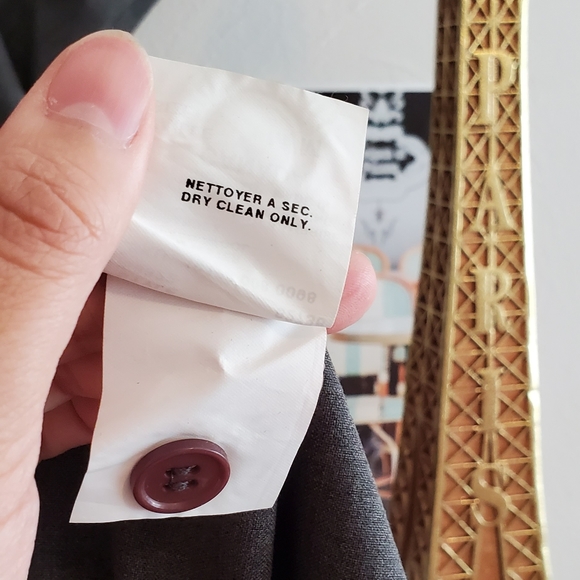 NETTOYER A SEC.
DRY CLEAN ONLY.
PARIS